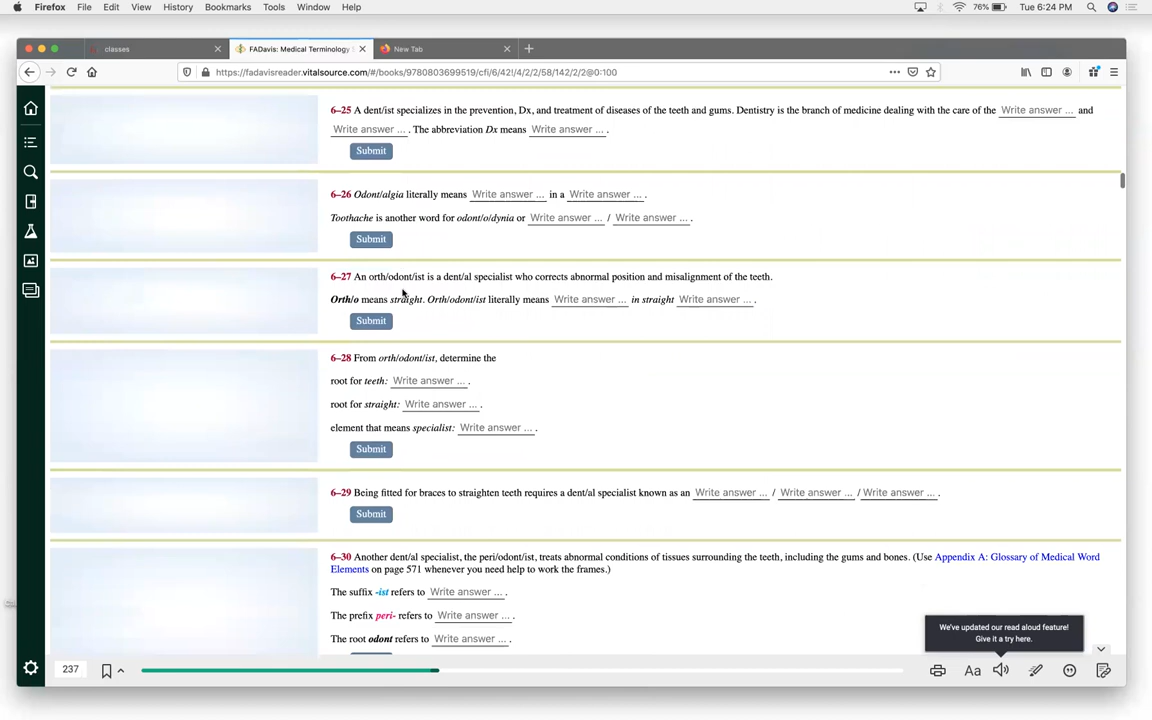 Firefox File Edit View History Bookmarks Tools Window Help 76% Tue 6:24 PM
classes FADavis: Medical Terminology New Tab
https://fadavisreader.vitalsource.com/#/books/9780803699519/cfi/6/42!/4/2/2/58/142/2/2@0:100
6–25 A dent/ist specializes in the prevention, Dx, and treatment of diseases of the teeth and gums. Dentistry is the branch of medicine dealing with the care of the Write answer ... and
Write answer ... . The abbreviation Dx means Write answer ... .
Submit
6–26 Odont/algia literally means Write answer ... in a Write answer ... .
Toothache is another word for odont/o/dynia or Write answer ... / Write answer ... .
Submit
6–27 An orth/odont/ist is a dent/al specialist who corrects abnormal position and misalignment of the teeth.
Orth/o means straight. Orth/odont/ist literally means Write answer ... in straight Write answer ... .
Submit
6–28 From orth/odont/ist, determine the
root for teeth: Write answer ... .
root for straight: Write answer ... .
element that means specialist: Write answer ... .
Submit
6–29 Being fitted for braces to straighten teeth requires a dent/al specialist known as an Write answer ... / Write answer ... / Write answer ... .
Submit
6–30 Another dent/al specialist, the peri/odont/ist, treats abnormal conditions of tissues surrounding the teeth, including the gums and bones. (Use Appendix A: Glossary of Medical Word
Elements on page 571 whenever you need help to work the frames.)
The suffix -ist refers to Write answer ... .
The prefix peri- refers to Write answer ... .
The root odont refers to Write answer ... .
We've updated our read aloud feature!
Give it a try here.
237
Aa